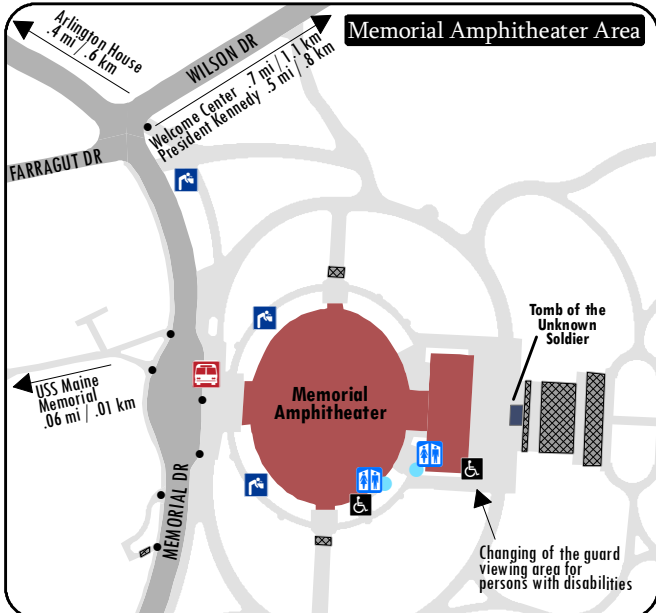 Memorial Amphitheater Area
Arlington House
.4 mi / .6 km
WILSON DR
Welcome Center .7 mi / 1.1 km
President Kennedy .5 mi / .8 km
FARRAGUT DR
Tomb of the
Unknown
Soldier
USS Maine
Memorial
.06 mi / .01 km
Memorial
Amphitheater
MEMORIAL DR
Changing of the guard
viewing area for
persons with disabilities